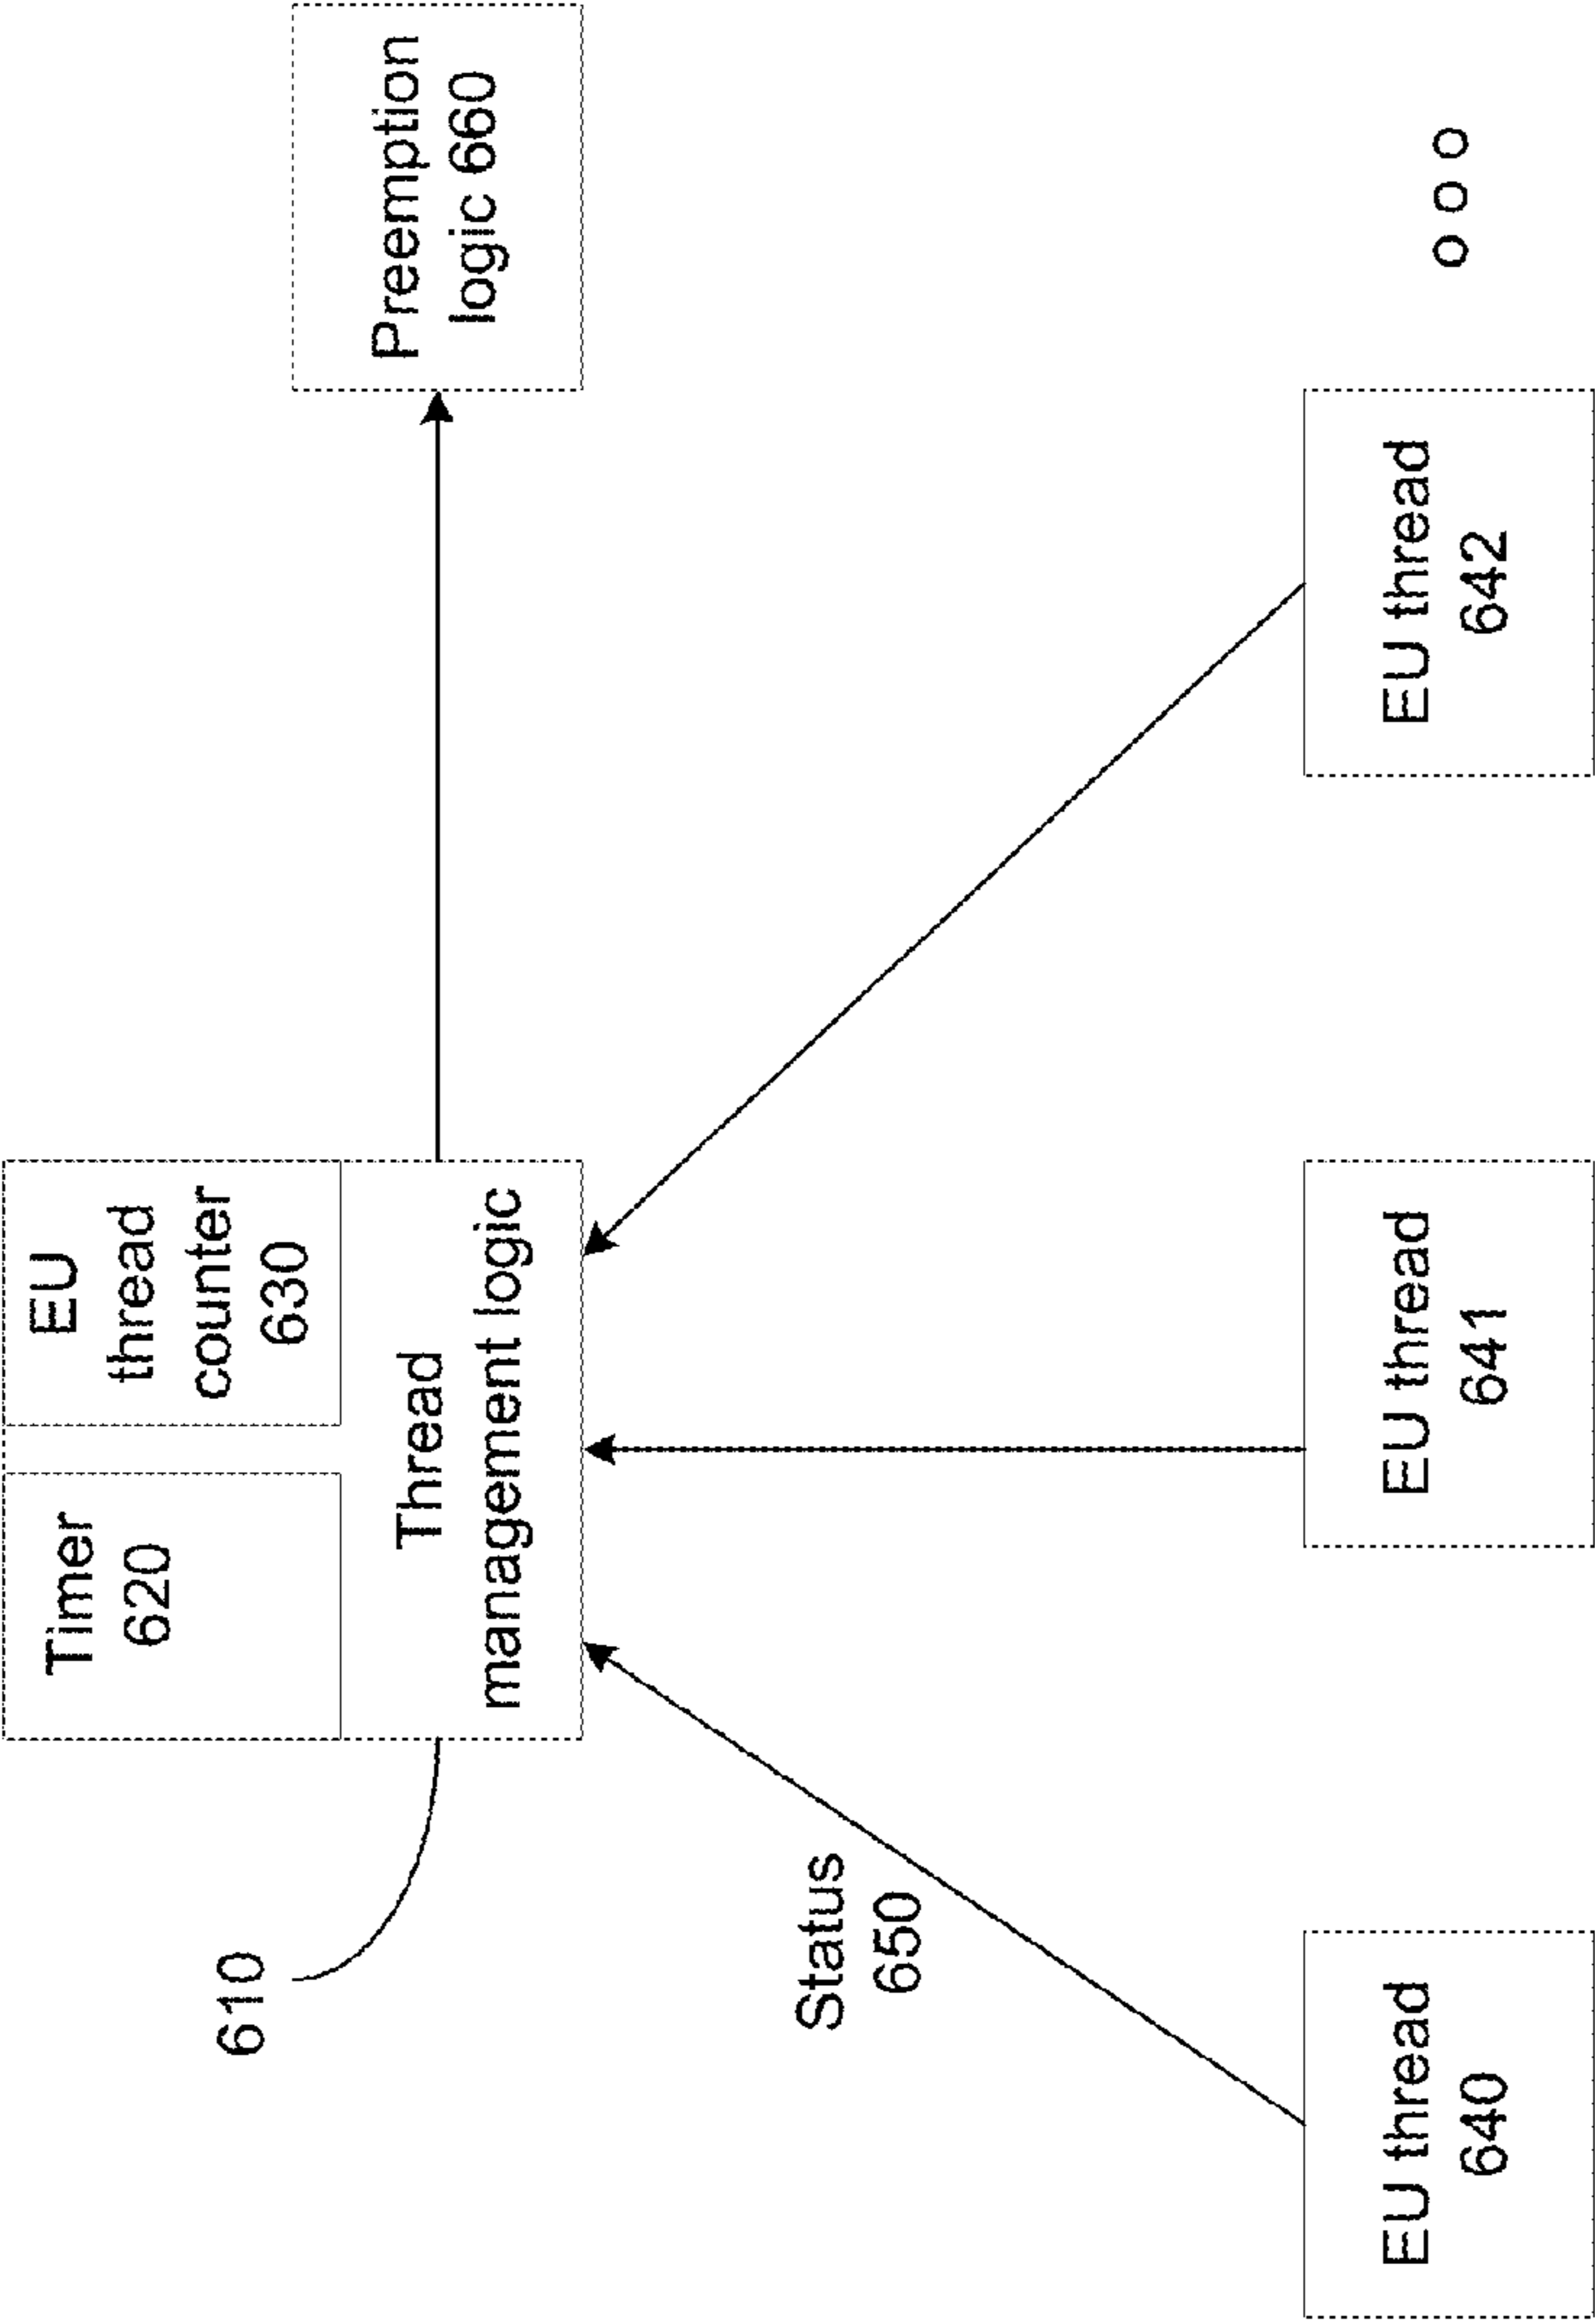 610
Timer
620
EU
thread
counter
630
Thread
management logic
Preemption
logic 660
Status
650
EU thread
640
EU thread
641
EU thread
642